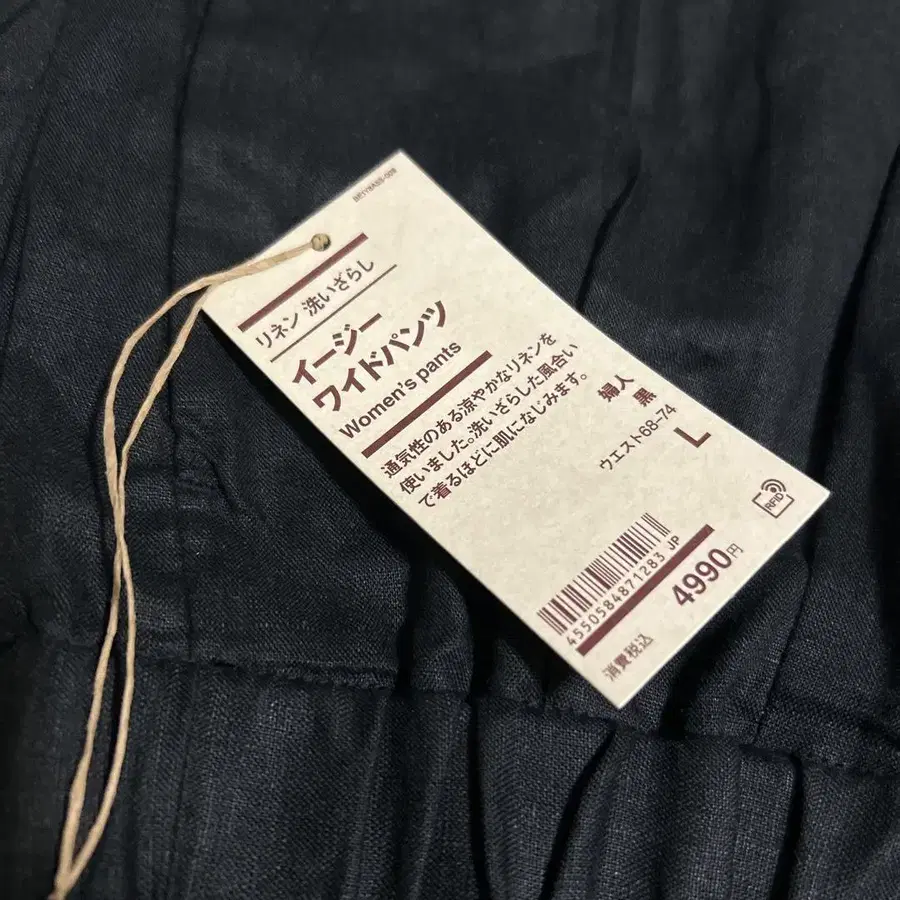 リネン 洗いざらし
イージー
ワイドパンツ
Women's pants
通気性のある涼やかなリネンを
使いました。洗いざらした風合い
で着るほどに肌になじみます。
婦人
黒
ウエスト68-74
L
RFID
4550584871283 JP
4990円
消費税込